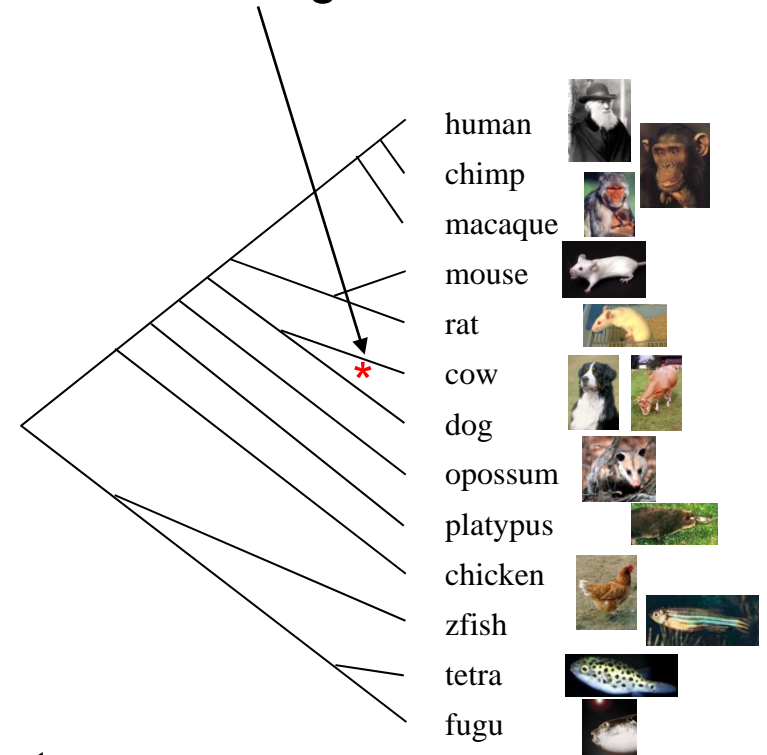 human
chimp
macaque
mouse
rat
*
cow
dog
opossum
platypus
chicken
zfish
tetra
fugu